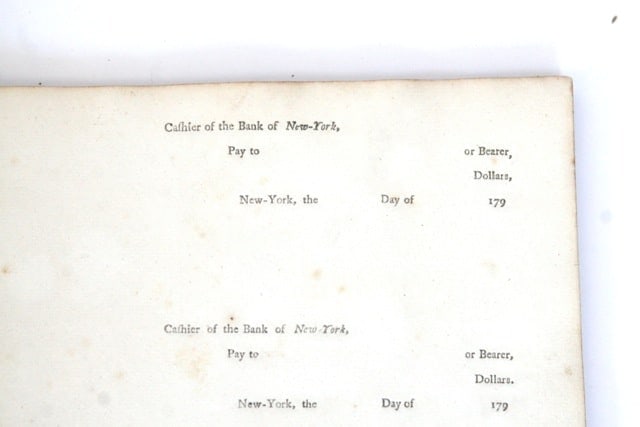 Caſhier of the Bank of New-York,
Pay to or Bearer,
Dollars,
New-York, the Day of 179
Caſhier of the Bank of New-York,
Pay to or Bearer,
Dollars.
New-York, the Day of 179